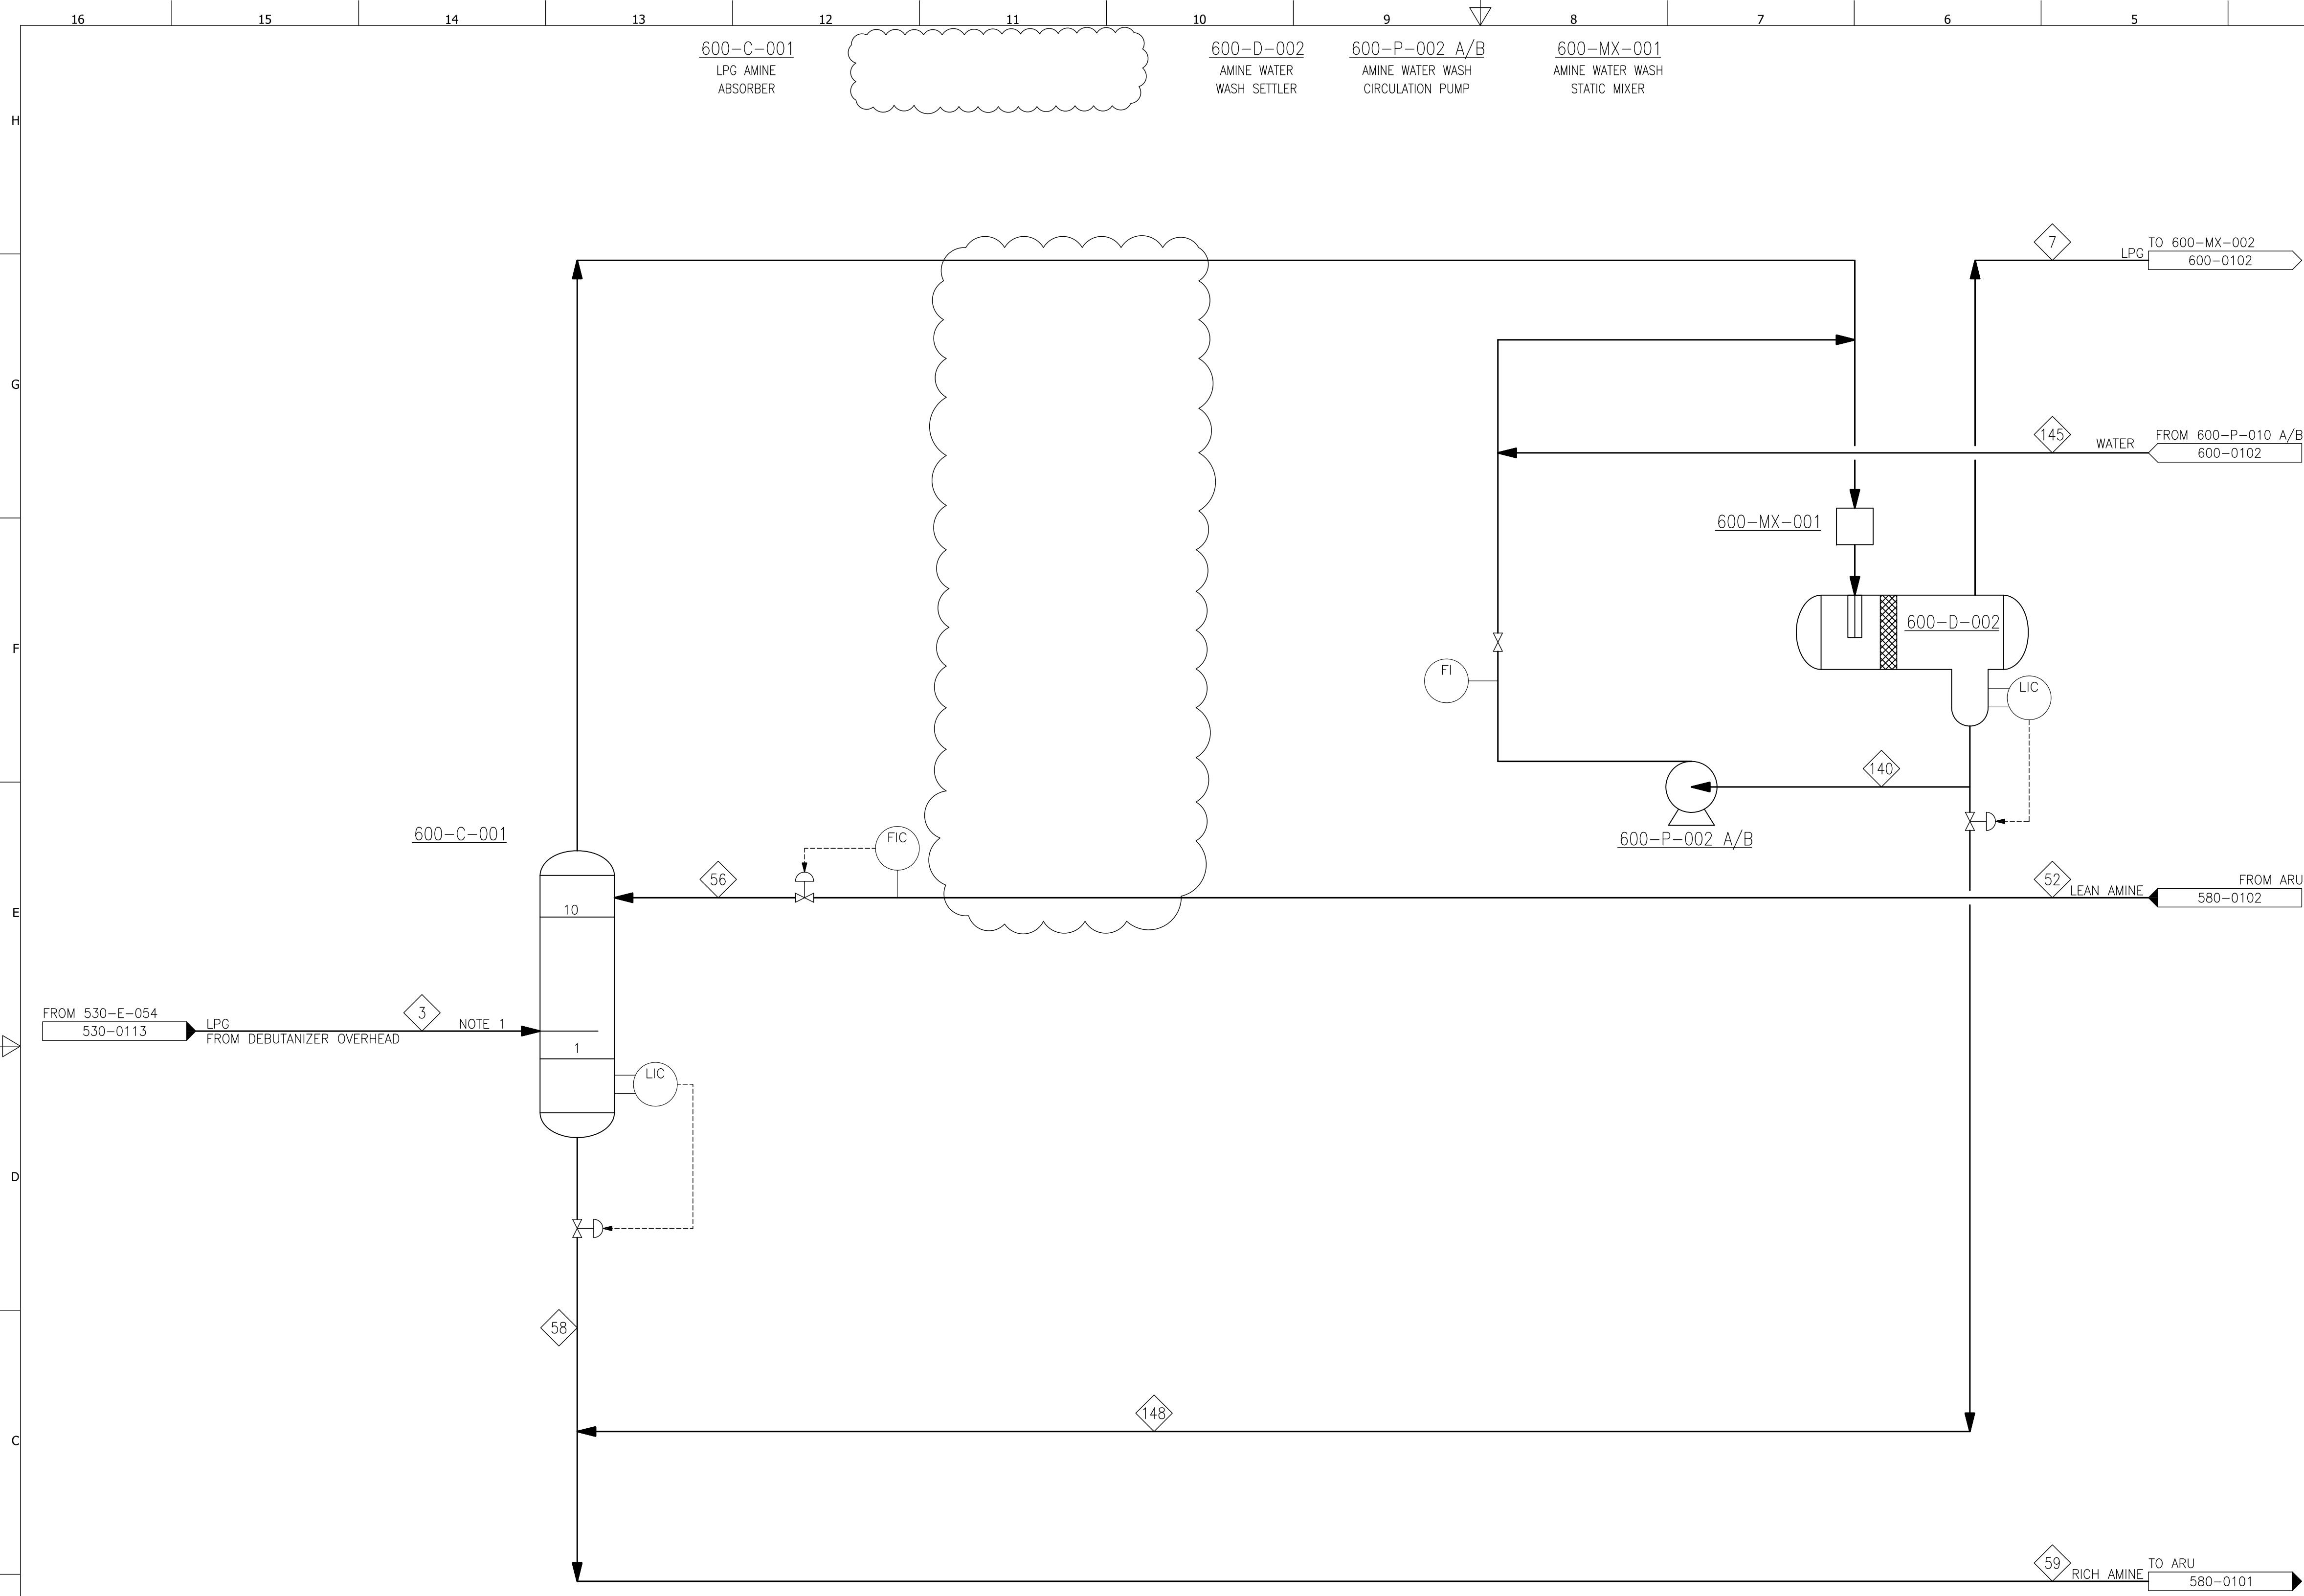 16 15 14 13 12 11 10 9 8 7 6 5
600-C-001 600-D-002 600-P-002 A/B 600-MX-001
LPG AMINE AMINE WATER AMINE WATER WASH AMINE WATER WASH
ABSORBER WASH SETTLER CIRCULATION PUMP STATIC MIXER
H
7 TO 600-MX-002
LPG 600-0102
G
145 WATER FROM 600-P-010 A/B
600-0102
600-MX-001
600-D-002
F
FI
LIC
140
600-C-001
FIC
600-P-002 A/B
56
52 LEAN AMINE FROM ARU
580-0102
E
10
FROM 530-E-054
530-0113
LPG
FROM DEBUTANIZER OVERHEAD
3
NOTE 1
1
LIC
D
58
148
C
59 RICH AMINE TO ARU
580-0101